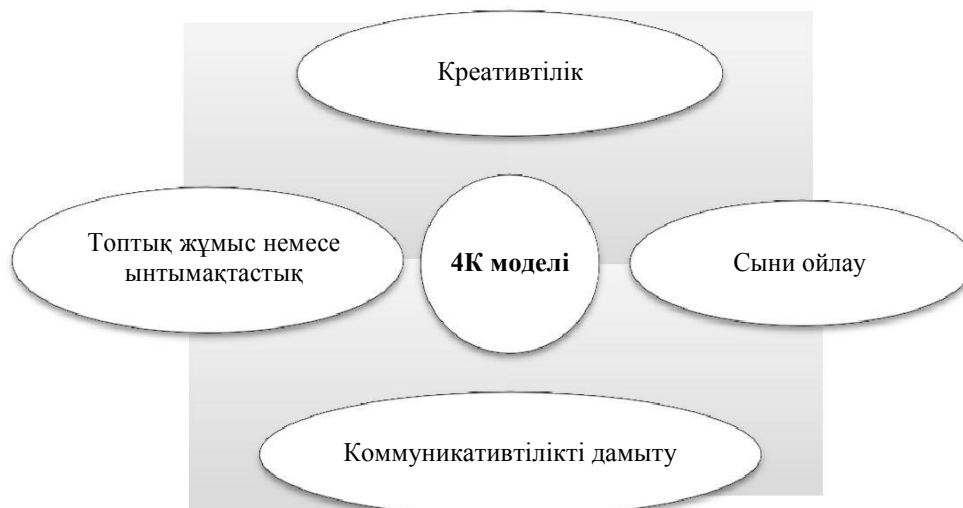 Креативтілік
Топтық жұмыс немесе
ынтымақтастық
4К моделі
Сыни ойлау
Коммуникативтілікті дамыту